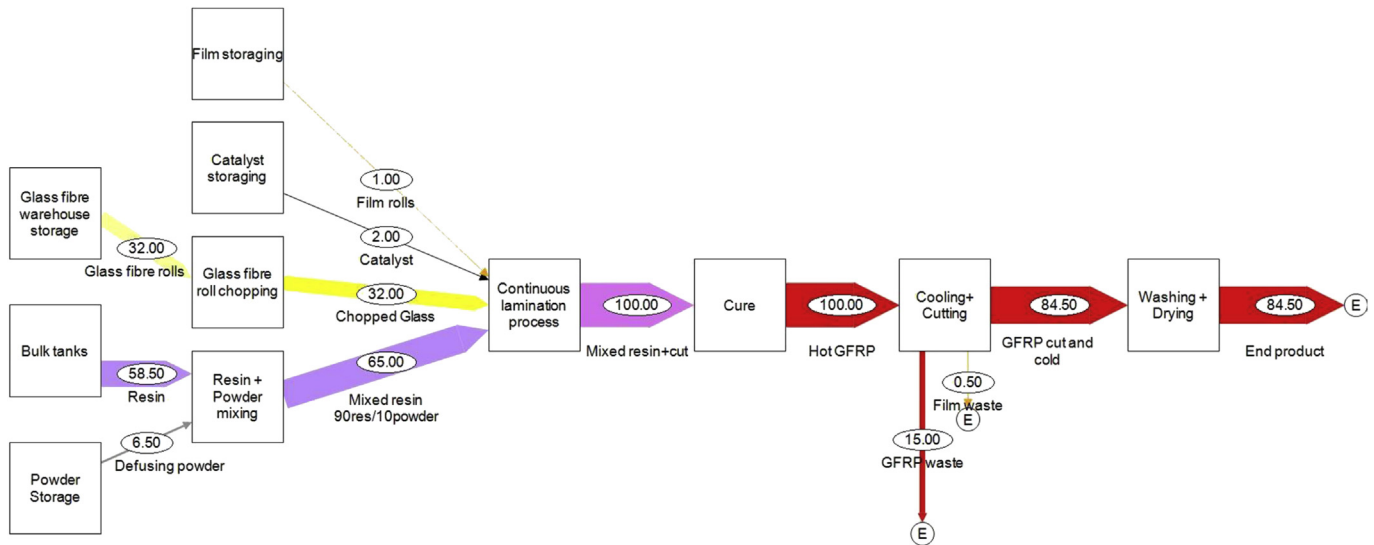 Film storaging
Catalyst
storaging
Glass fibre
warehouse
storage
32.00
Glass fibre rolls
Glass fibre
roll chopping
1.00
Film rolls
2.00
Catalyst
32.00
Chopped Glass
Bulk tanks
58.50
Resin
Powder
Storage
6.50
Defusing powder
Resin +
Powder
mixing
65.00
Mixed resin
90res/10powder
Continuous
lamination
process
100.00
Mixed resin+cut
Cure
100.00
Hot GFRP
Cooling+
Cutting
84.50
GFRP cut and
cold
0.50
Film waste
E
15.00
GFRP waste
E
Washing +
Drying
84.50
End product
E